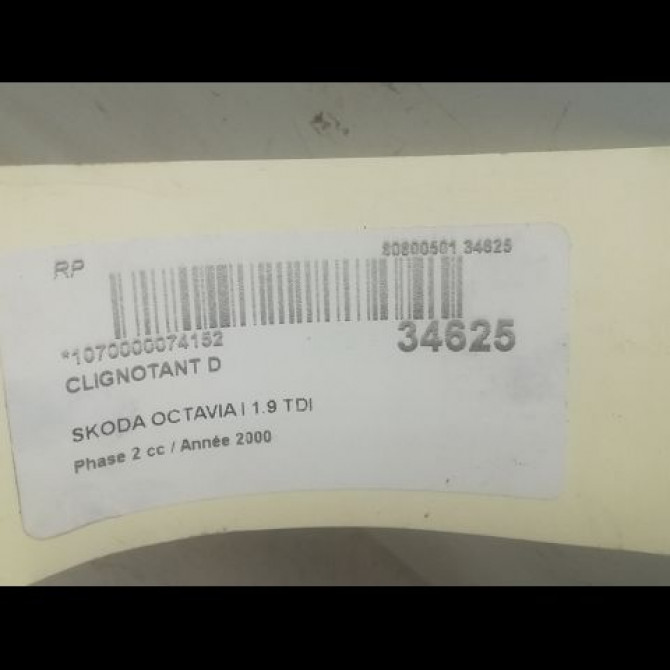 RP
80800501 34625
*1070000074152
34625
CLIGNOTANT D
SKODA OCTAVIA I 1.9 TDI
Phase 2 cc / Année 2000